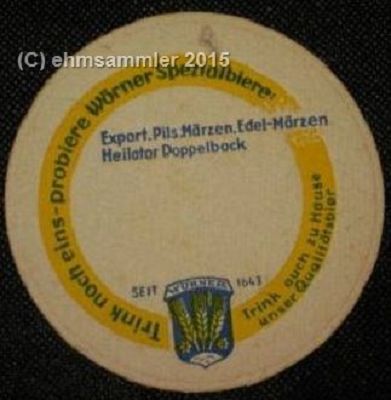 (C) ehmsammler 2015
Trink noch eins - probiere Wörner Spezialbiere:
Export, Pils, Märzen, Edel-Märzen
Heilator Doppelbock
SEIT 1643
WÖRNER
Trink auch zu Hause
unser Qualitätsbier